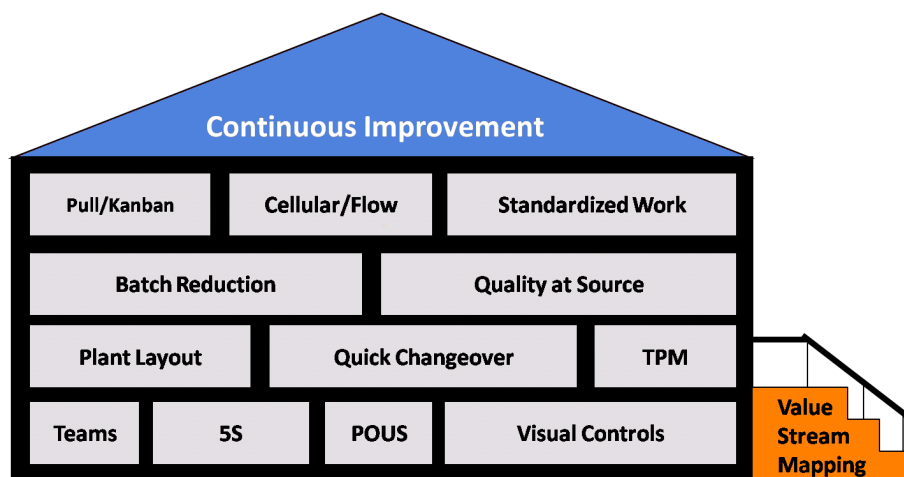 Continuous Improvement
Pull/Kanban
Cellular/Flow
Standardized Work
Batch Reduction
Quality at Source
Plant Layout
Quick Changeover
TPM
Teams
5S
POUS
Visual Controls
Value
Stream
Mapping